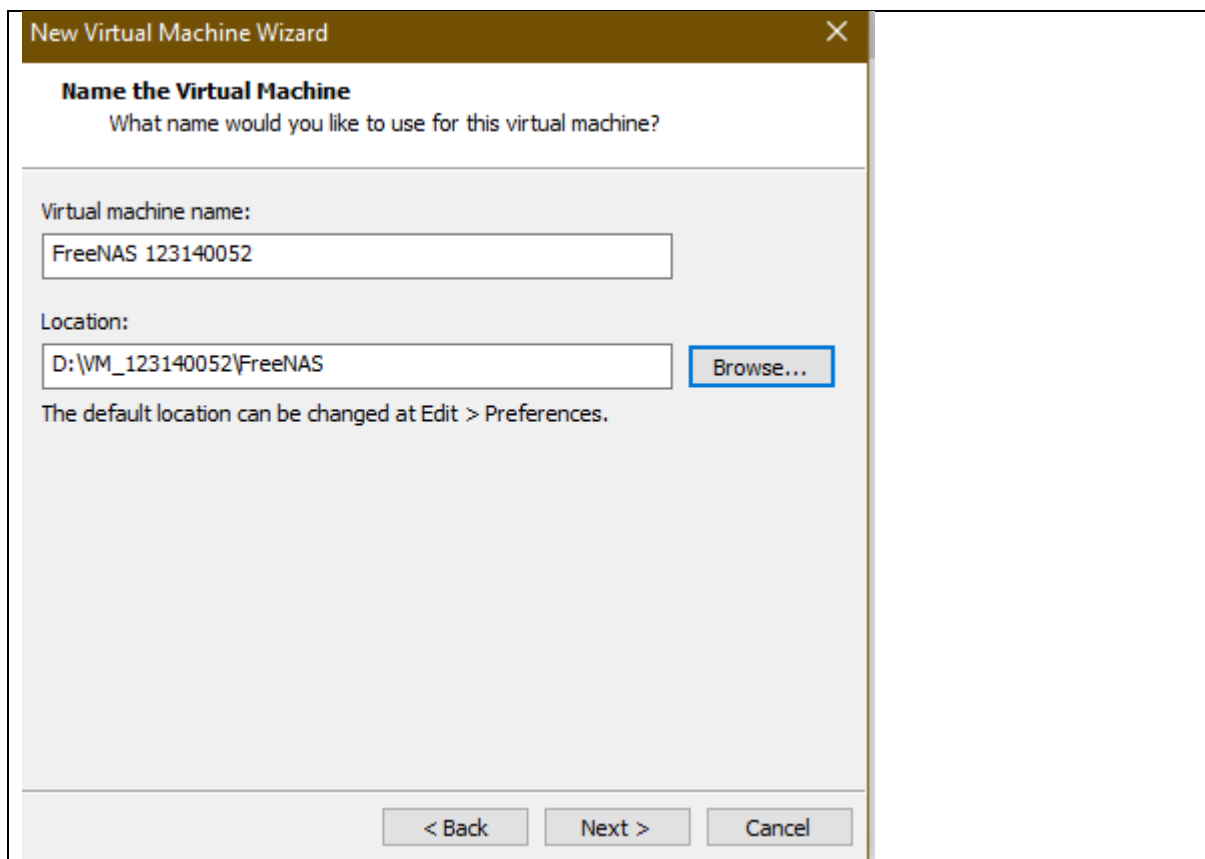 New Virtual Machine Wizard
Name the Virtual Machine
What name would you like to use for this virtual machine?
Virtual machine name:
FreeNAS 123140052
Location:
D:\VM_123140052\FreeNAS
Browse...
The default location can be changed at Edit > Preferences.
< Back Next > Cancel